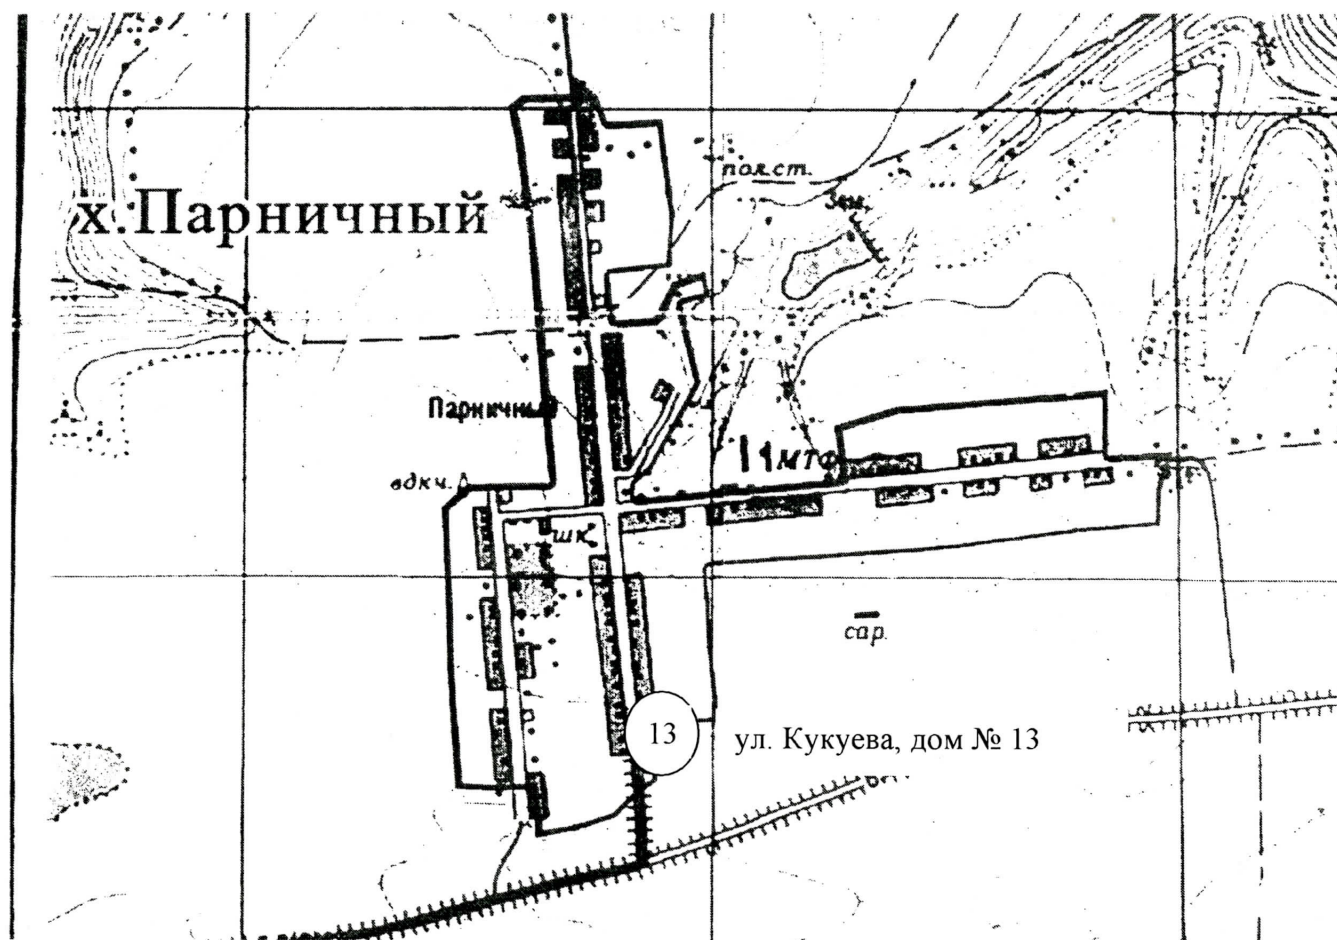 пол.ст.
Зем.
х.Парничный
Парничный
МТФ
вдкч.
шк.
сар.
13
ул. Кукуева, дом № 13